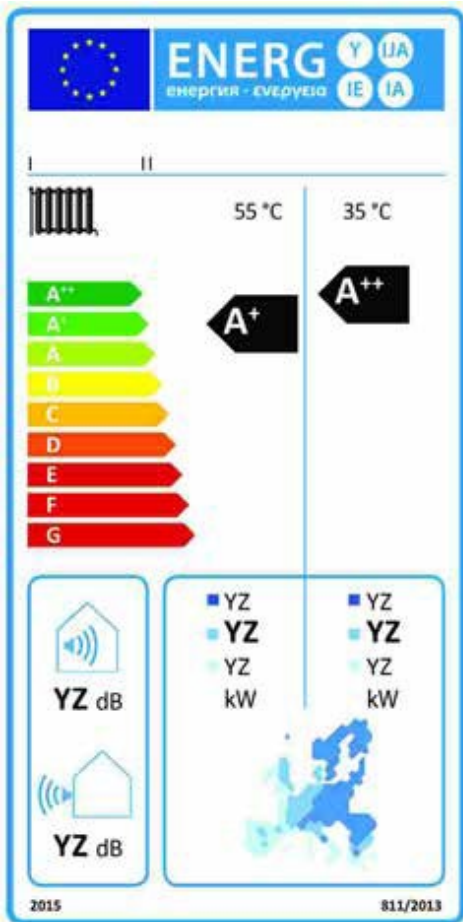 ENERG Y IJA
енергия · ενεργεια IE IA
I II
55 °C 35 °C
A++
A+
A
B
C
D
E
F
G
A+
A++
YZ dB
YZ dB
YZ YZ
YZ YZ
YZ YZ
kW kW
2015 811/2013